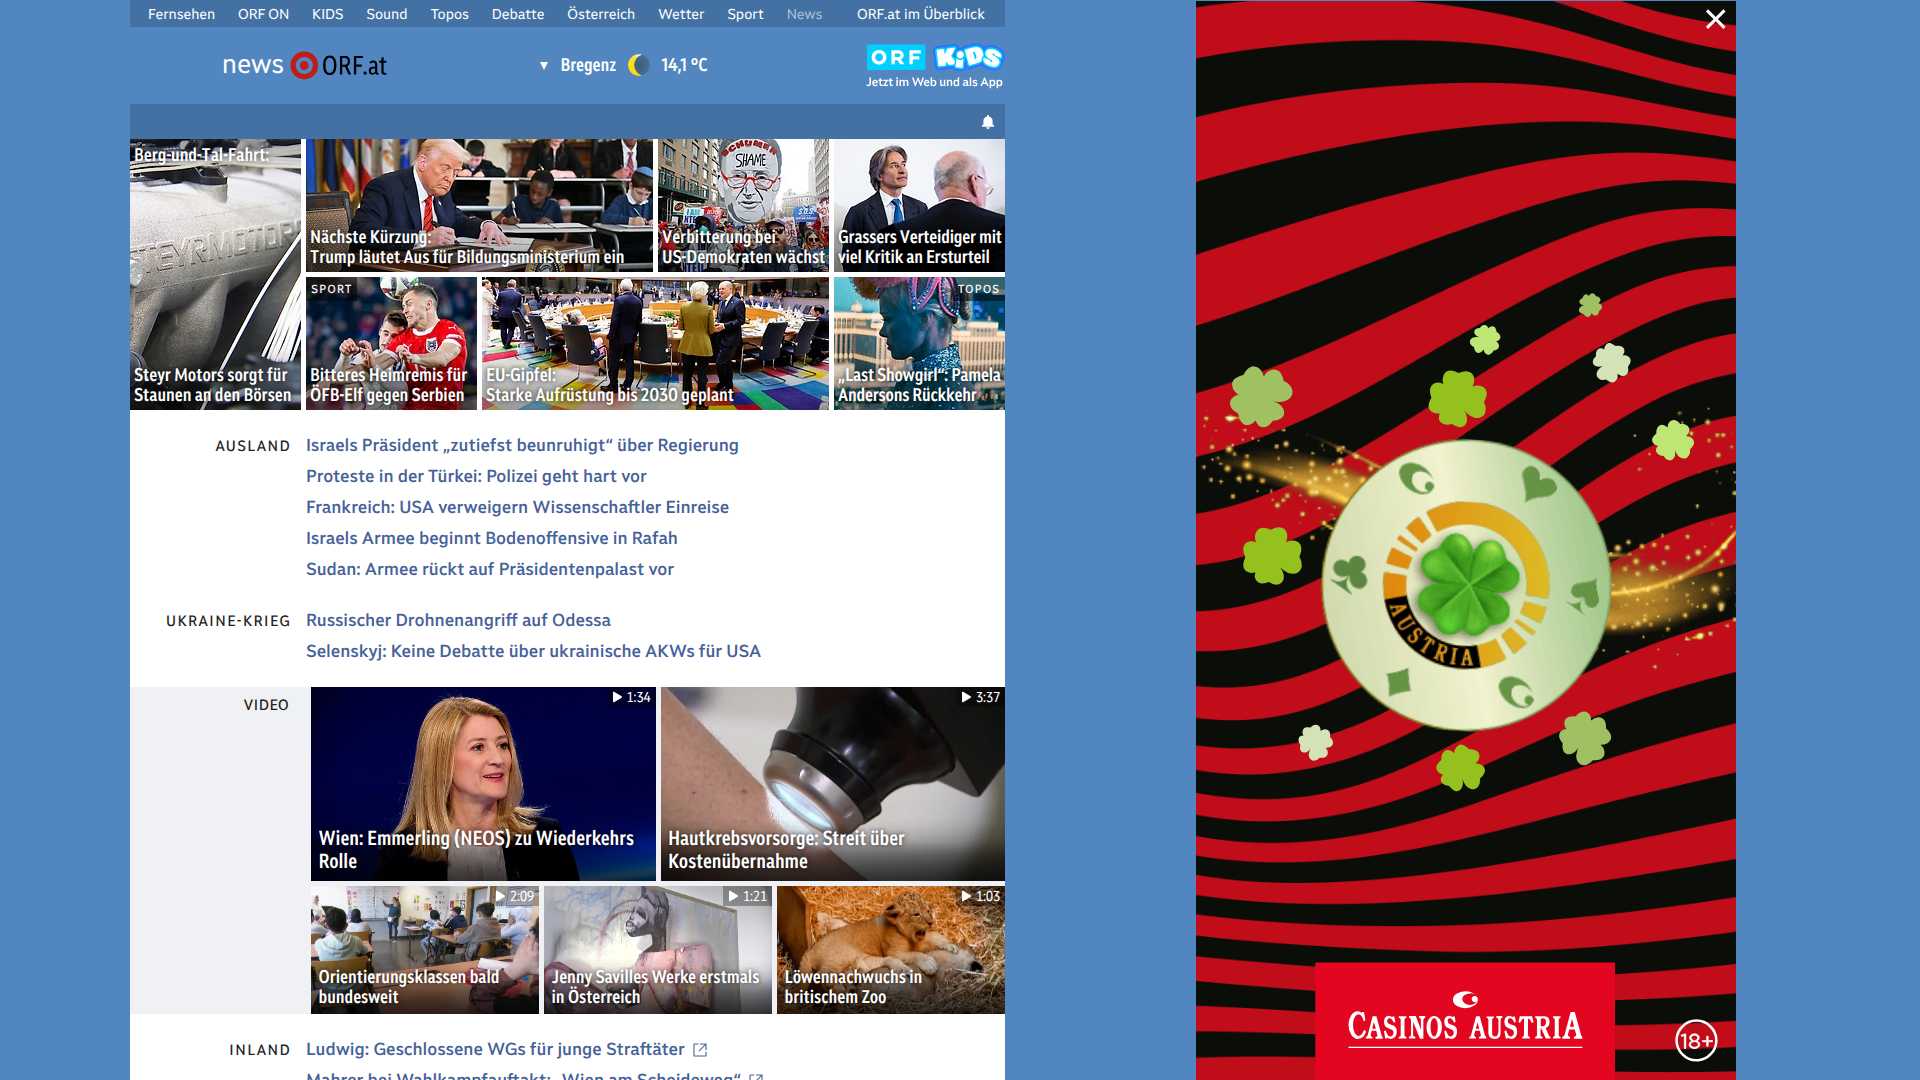 Fernsehen ORF ON KIDS Sound Topos Debatte Österreich Wetter Sport News ORF.at im Überblick
news ORF.at
Bregenz 14,1 °C
ORF KiDS
Jetzt im Web und als App
Berg-und-Tal-Fahrt:
STEYRMOTOR
Steyr Motors sorgt für
Staunen an den Börsen
Nächste Kürzung:
Trump läutet Aus für Bildungsministerium ein
SCHUMER
SHAME
Verbitterung bei
US-Demokraten wächst
Grassers Verteidiger mit
viel Kritik an Ersturteil
SPORT
Bitteres Heimremis für
ÖFB-Elf gegen Serbien
EU-Gipfel:
Starke Aufrüstung bis 2030 geplant
TOPOS
„Last Showgirl“: Pamela
Andersons Rückkehr
AUSLAND
Israels Präsident „zutiefst beunruhigt“ über Regierung
Proteste in der Türkei: Polizei geht hart vor
Frankreich: USA verweigern Wissenschaftler Einreise
Israels Armee beginnt Bodenoffensive in Rafah
Sudan: Armee rückt auf Präsidentenpalast vor
UKRAINE-KRIEG
Russischer Drohnenangriff auf Odessa
Selenskyj: Keine Debatte über ukrainische AKWs für USA
VIDEO
1:34
Wien: Emmerling (NEOS) zu Wiederkehrs
Rolle
3:37
Hautkrebsvorsorge: Streit über
Kostenübernahme
2:09
Orientierungsklassen bald
bundesweit
1:21
Jenny Savilles Werke erstmals
in Österreich
1:03
Löwennachwuchs in
britischem Zoo
INLAND
Ludwig: Geschlossene WGs für junge Straftäter
Mahrer bei Wahlkampfauftakt: „Wien am Scheideweg“
AUSTRIA
CASINOS AUSTRIA
18+